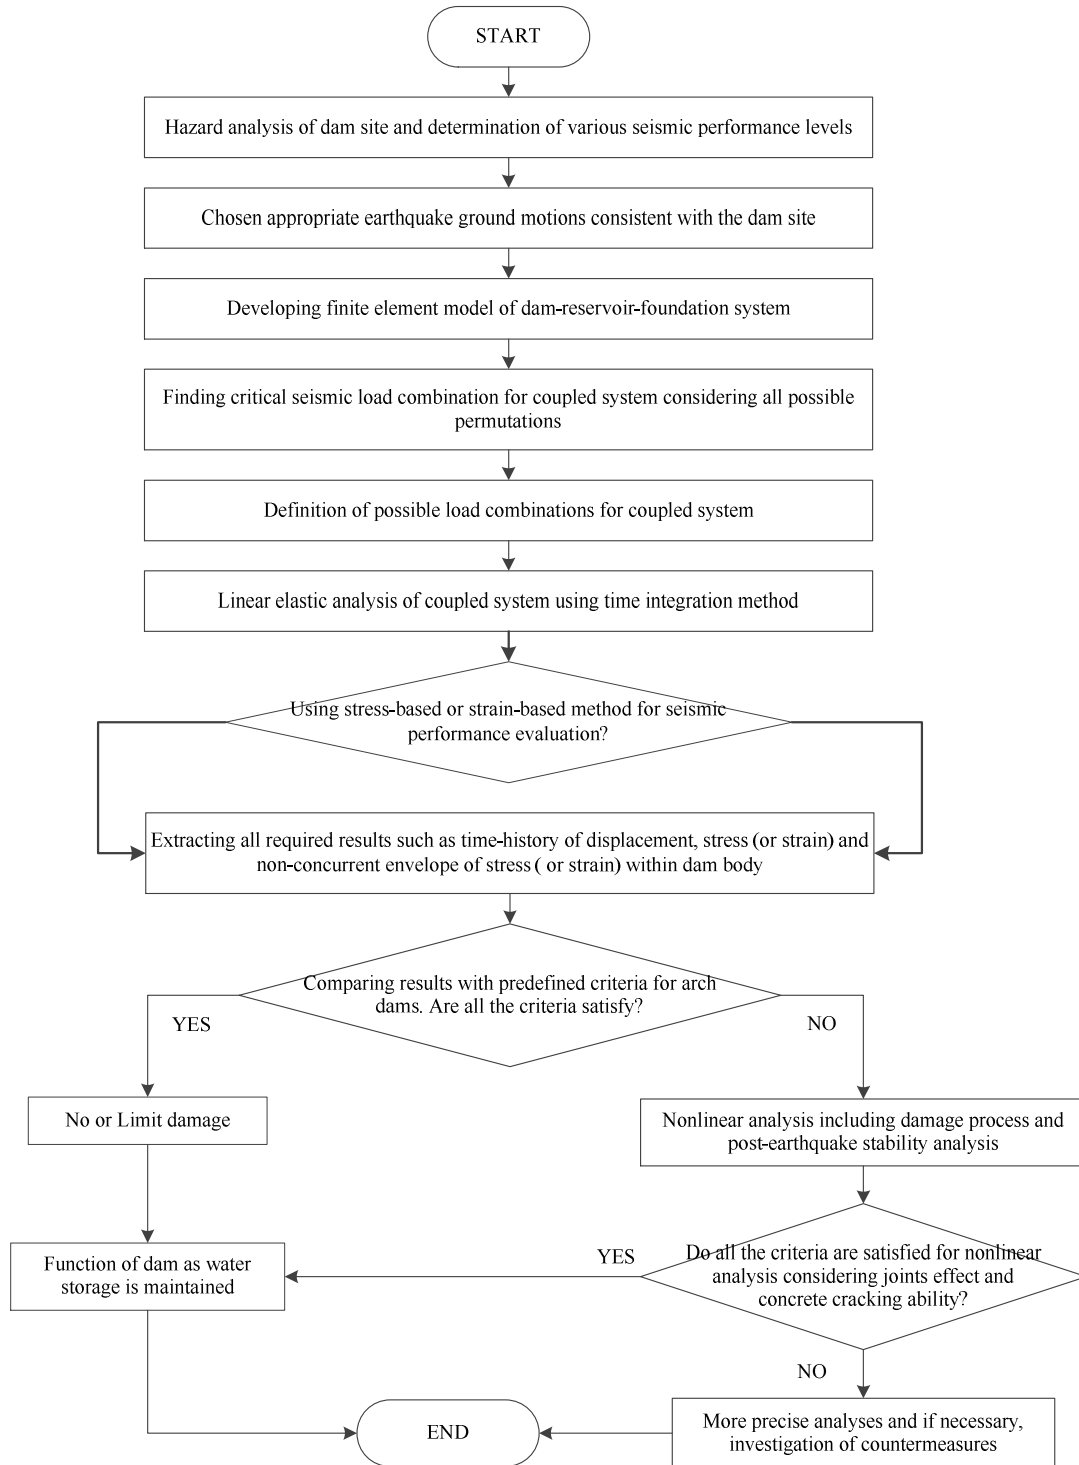 START
Hazard analysis of dam site and determination of various seismic performance levels
Chosen appropriate earthquake ground motions consistent with the dam site
Developing finite element model of dam-reservoir-foundation system
Finding critical seismic load combination for coupled system considering all possible
permutations
Definition of possible load combinations for coupled system
Linear elastic analysis of coupled system using time integration method
Using stress-based or strain-based method for seismic
performance evaluation?
Extracting all required results such as time-history of displacement, stress (or strain) and
non-concurrent envelope of stress ( or strain) within dam body
Comparing results with predefined criteria for arch
dams. Are all the criteria satisfy?
YES
NO
No or Limit damage
Nonlinear analysis including damage process and
post-earthquake stability analysis
Function of dam as water
storage is maintained
YES
Do all the criteria are satisfied for nonlinear
analysis considering joints effect and
concrete cracking ability?
NO
END
More precise analyses and if necessary,
investigation of countermeasures